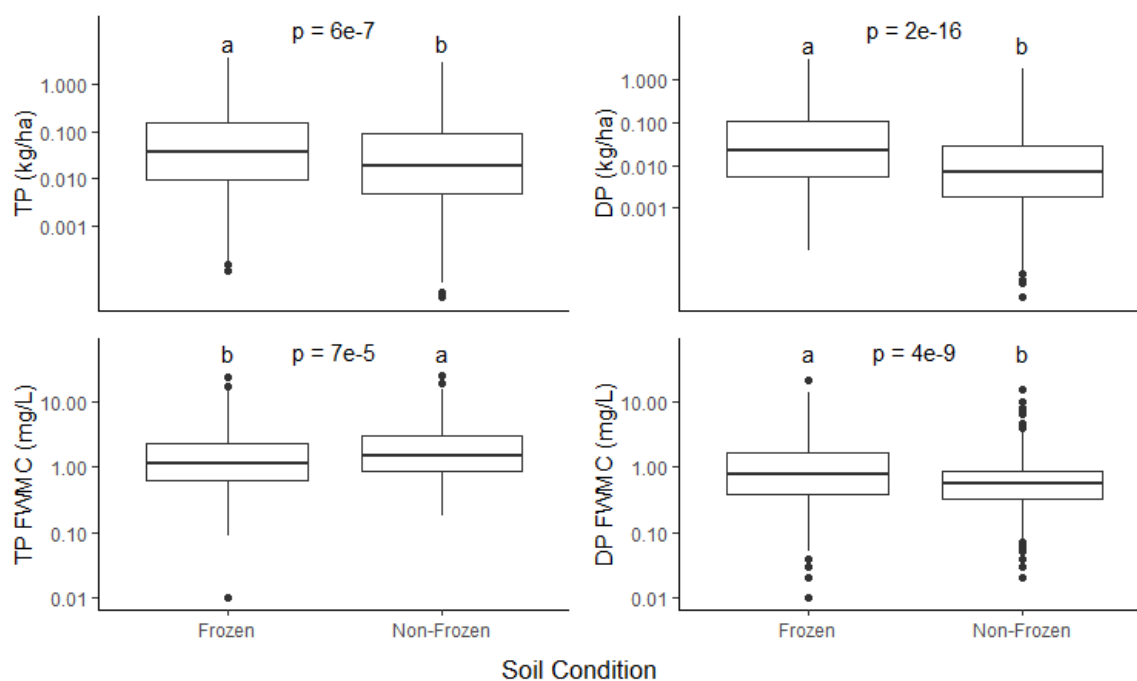 p = 6e-7
a
b
TP (kg/ha)
1.000
0.100
0.010
0.001
p = 2e-16
a
b
DP (kg/ha)
1.000
0.100
0.010
0.001
b
p = 7e-5
a
TP FWMC (mg/L)
10.00
1.00
0.10
0.01
Frozen
Non-Frozen
a
p = 4e-9
b
DP FWMC (mg/L)
10.00
1.00
0.10
0.01
Frozen
Non-Frozen
Soil Condition